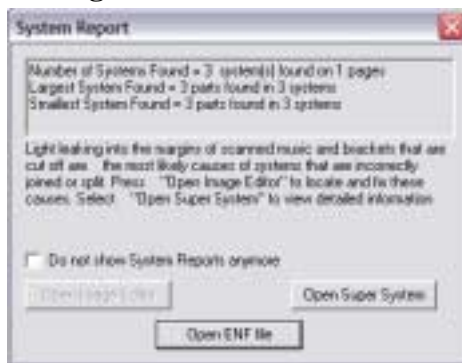 System Report
Number of Systems Found = 3 system(s) found on 1 pages
Largest System Found = 3 parts found in 3 systems
Smallest System Found = 3 parts found in 3 systems
Light leaking into the margins of scanned music and brackets that are
cut off are the most likely causes of systems that are incorrectly
joined or split. Press "Open Image Editor" to locate and fix these
causes. Select "Open Super System" to view detailed information
Do not show System Reports anymore
Open Image Editor
Open Super System
Open ENF file